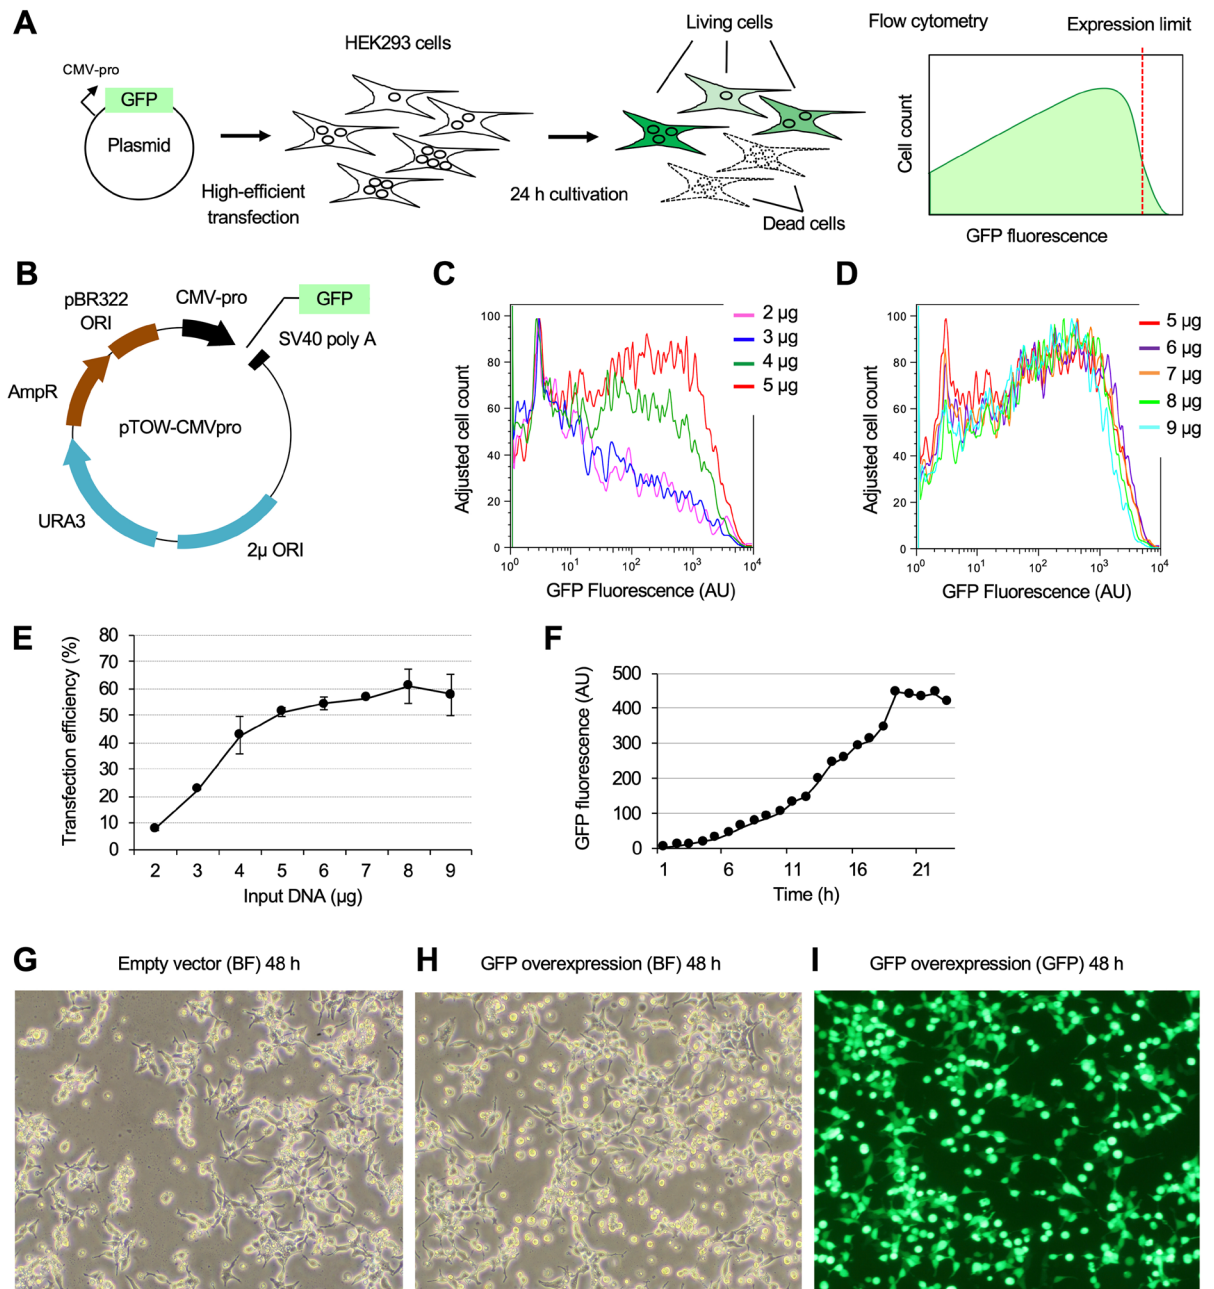 A
CMV-pro
GFP
Plasmid
High-efficient
transfection
HEK293 cells
24 h cultivation
Living cells
Dead cells
Flow cytometry
Expression limit
Cell count
GFP fluorescence
B
pBR322
ORI
CMV-pro
GFP
SV40 poly A
AmpR
pTOW-CMVpro
URA3
2μ ORI
C
Adjusted cell count
100
80
60
40
20
0
10⁰ 10¹ 10² 10³ 10⁴
GFP Fluorescence (AU)
2 μg
3 μg
4 μg
5 μg
D
Adjusted cell count
100
80
60
40
20
0
10⁰ 10¹ 10² 10³ 10⁴
GFP Fluorescence (AU)
5 μg
6 μg
7 μg
8 μg
9 μg
E
Transfection efficiency (%)
80
70
60
50
40
30
20
10
0
2 3 4 5 6 7 8 9
Input DNA (μg)
F
GFP fluorescence (AU)
500
400
300
200
100
0
1 6 11 16 21
Time (h)
G Empty vector (BF) 48 h
H GFP overexpression (BF) 48 h
I GFP overexpression (GFP) 48 h